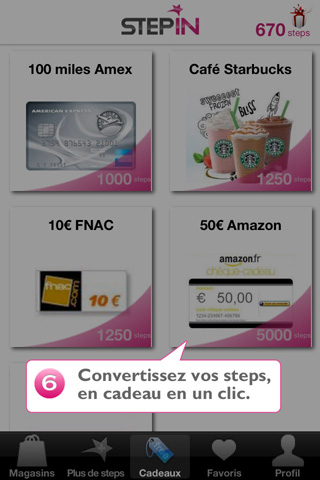 STEPIN
670 steps
100 miles Amex
AMERICAN EXPRESS
1000 steps
Café Starbucks
FROZEN
BLISS
1250 steps
10€ FNAC
fnac.com
10 €
1250 steps
50€ Amazon
amazon.fr
chèque-cadeau
€ 50,00
5000 steps
6 Convertissez vos steps,
en cadeau en un clic.
Magasins
Plus de steps
Cadeaux
Favoris
Profil